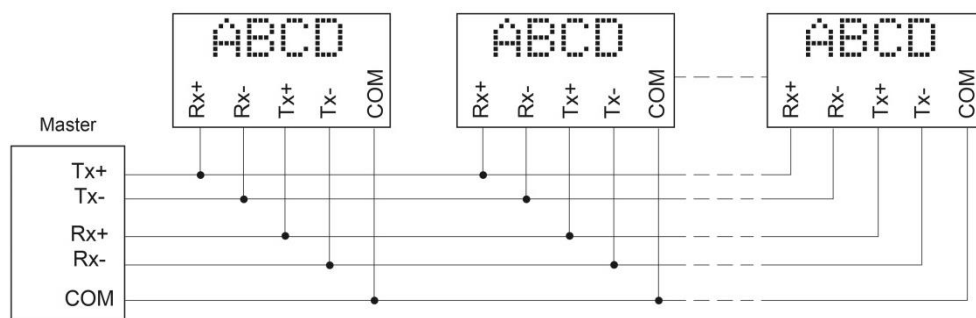 ABCD ABCD ABCD
Rx+ Rx- Tx+ Tx- COM Rx+ Rx- Tx+ Tx- COM Rx+ Rx- Tx+ Tx- COM
Master
Tx+
Tx-
Rx+
Rx-
COM